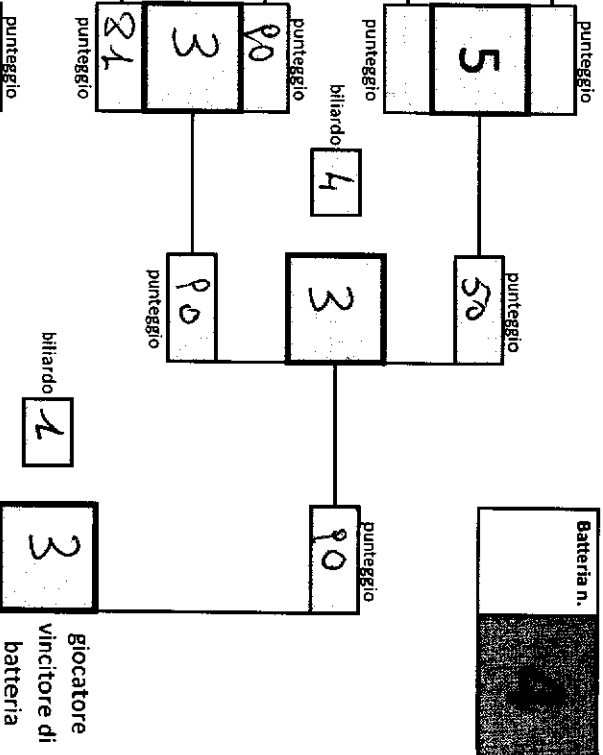 punteggio
Batteria n. 4
5
punteggio
50
punteggio
punteggio
biliardo 4 3 90
punteggio
90
3 90
punteggio
81
punteggio
biliardo 1 3
giocatore
vincitore di
batteria
punteggio